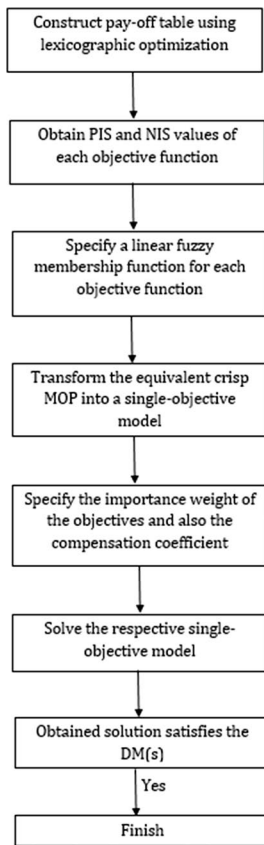 Construct pay-off table using
lexicographic optimization
Obtain PIS and NIS values of
each objective function
Specify a linear fuzzy
membership function for each
objective function
Transform the equivalent crisp
MOP into a single-objective
model
Specify the importance weight of
the objectives and also the
compensation coefficient
Solve the respective single-
objective model
Obtained solution satisfies the
DM(s)
Yes
Finish